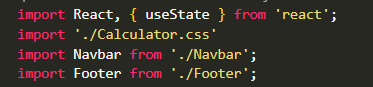 import React, { useState } from 'react';
import './Calculator.css'
import Navbar from './Navbar';
import Footer from './Footer';